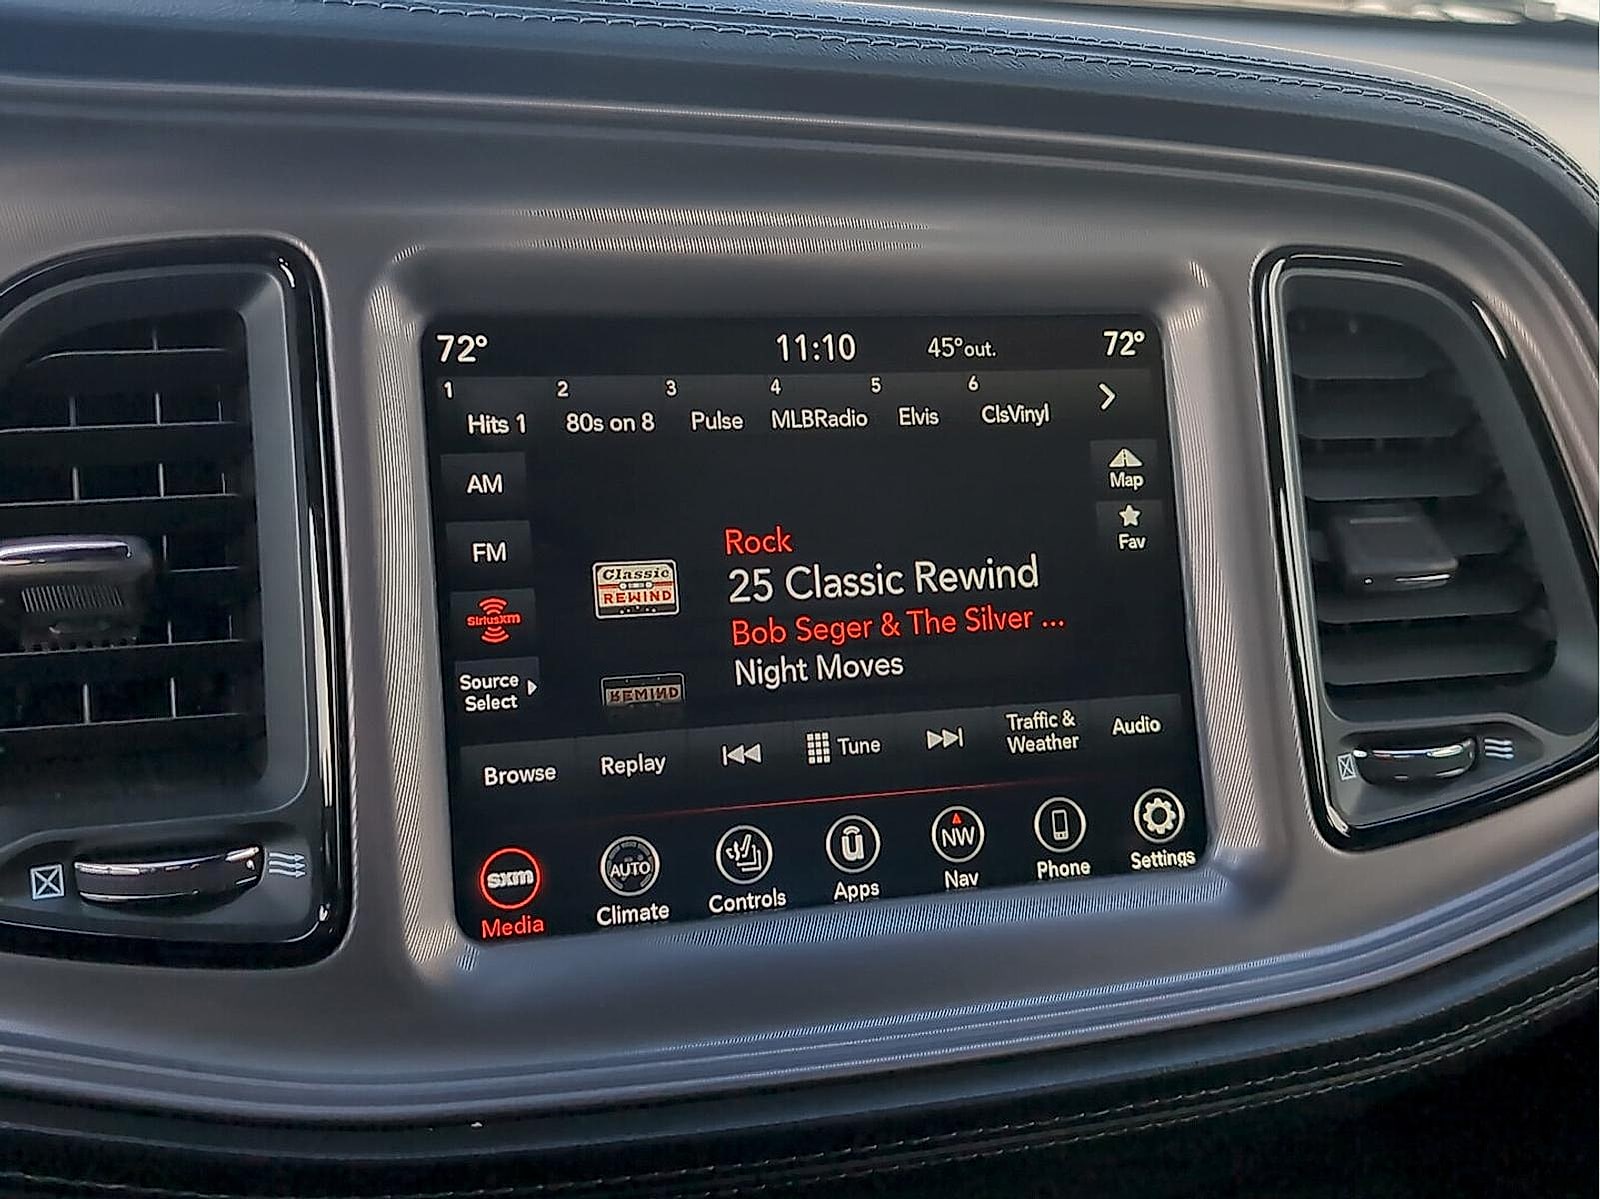 72° 11:10 45°out. 72°
1 2 3 4 5 6
Hits 1 80s on 8 Pulse MLBRadio Elvis ClsVinyl
AM
FM
SiriusXm
Source
Select
Map
Fav
Classic
REWIND
Rock
25 Classic Rewind
Bob Seger & The Silver ...
Night Moves
REWIND
Browse
Replay
Tune
Traffic &
Weather
Audio
sxm
Media
AUTO
Climate
Controls
ū
Apps
NW
Nav
Phone
Settings